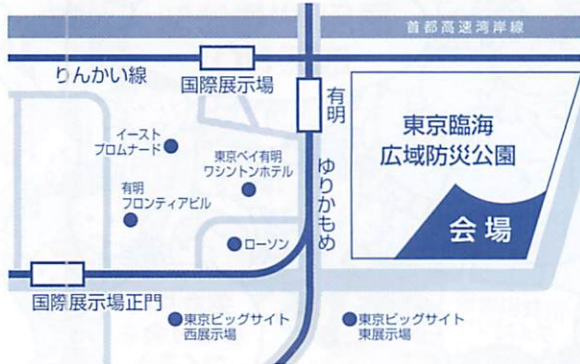 首都高速湾岸線
りんかい線
国際展示場
有明
東京臨海
広域防災公園
イースト
プロムナード
東京ベイ有明
ワシントンホテル
有明
フロンティアビル
ゆりかもめ
会場
ローソン
国際展示場正門
東京ビッグサイト
西展示場
東京ビッグサイト
東展示場